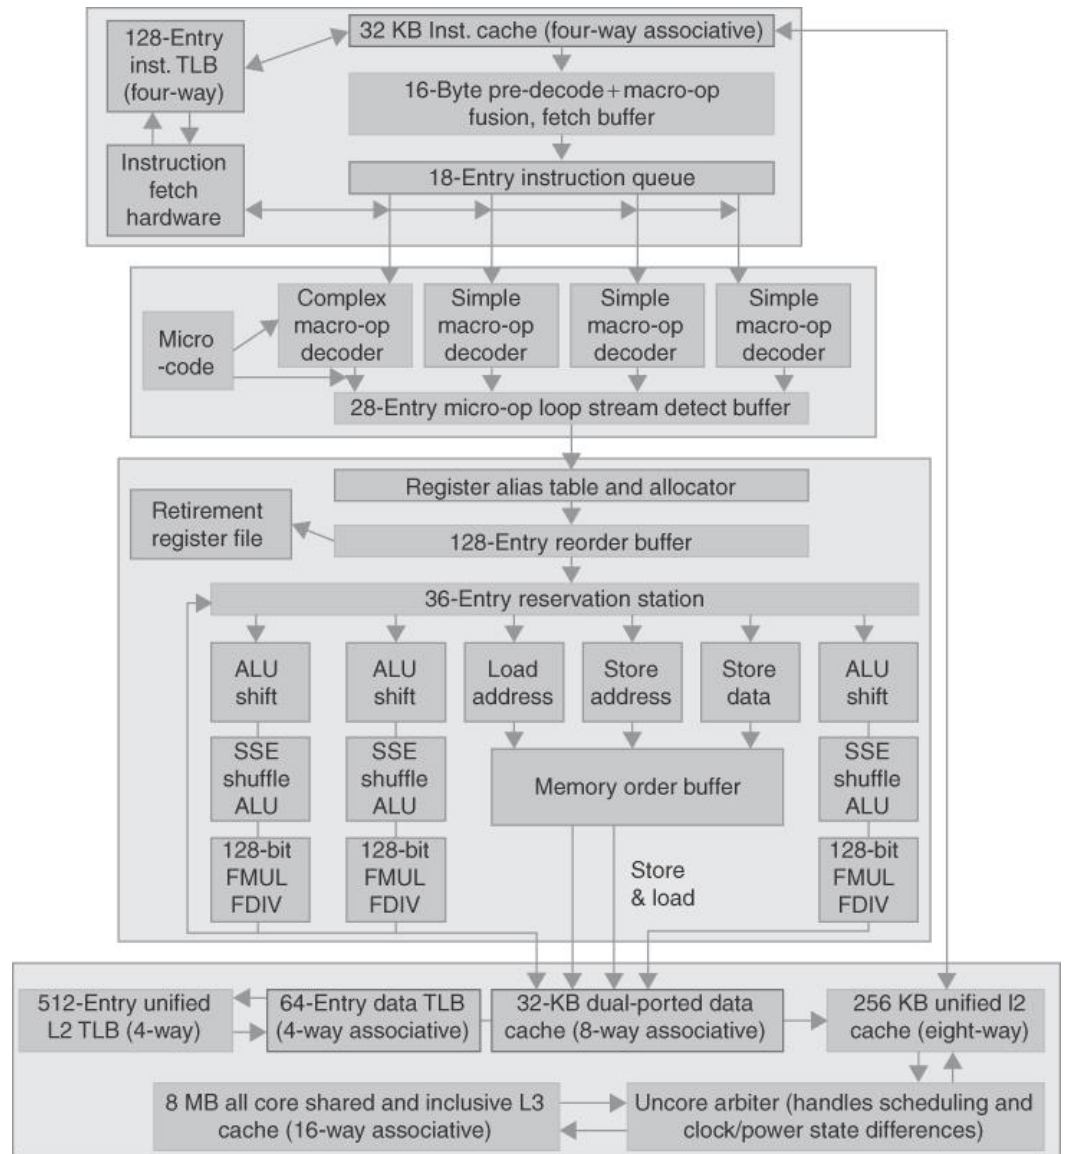 128-Entry
inst. TLB
(four-way)
32 KB Inst. cache (four-way associative)
16-Byte pre-decode+macro-op
fusion, fetch buffer
Instruction
fetch
hardware
18-Entry instruction queue
Micro
-code
Complex
macro-op
decoder
Simple
macro-op
decoder
Simple
macro-op
decoder
Simple
macro-op
decoder
28-Entry micro-op loop stream detect buffer
Register alias table and allocator
Retirement
register file
128-Entry reorder buffer
36-Entry reservation station
ALU
shift
ALU
shift
Load
address
Store
address
Store
data
ALU
shift
SSE
shuffle
ALU
SSE
shuffle
ALU
Memory order buffer
SSE
shuffle
ALU
128-bit
FMUL
FDIV
128-bit
FMUL
FDIV
Store
& load
128-bit
FMUL
FDIV
512-Entry unified
L2 TLB (4-way)
64-Entry data TLB
(4-way associative)
32-KB dual-ported data
cache (8-way associative)
256 KB unified l2
cache (eight-way)
8 MB all core shared and inclusive L3
cache (16-way associative)
Uncore arbiter (handles scheduling and
clock/power state differences)